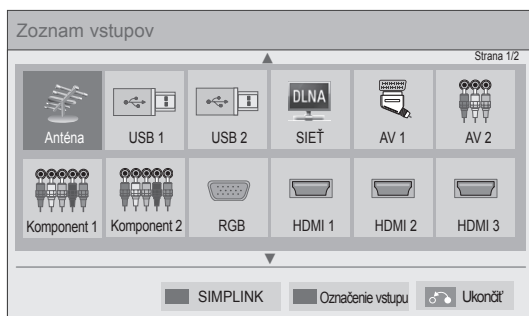 Zoznam vstupov
Strana 1/2
DLNA
Anténa USB 1 USB 2 SIEŤ AV 1 AV 2
Komponent 1 Komponent 2 RGB HDMI 1 HDMI 2 HDMI 3
SIMPLINK Označenie vstupu Ukončiť